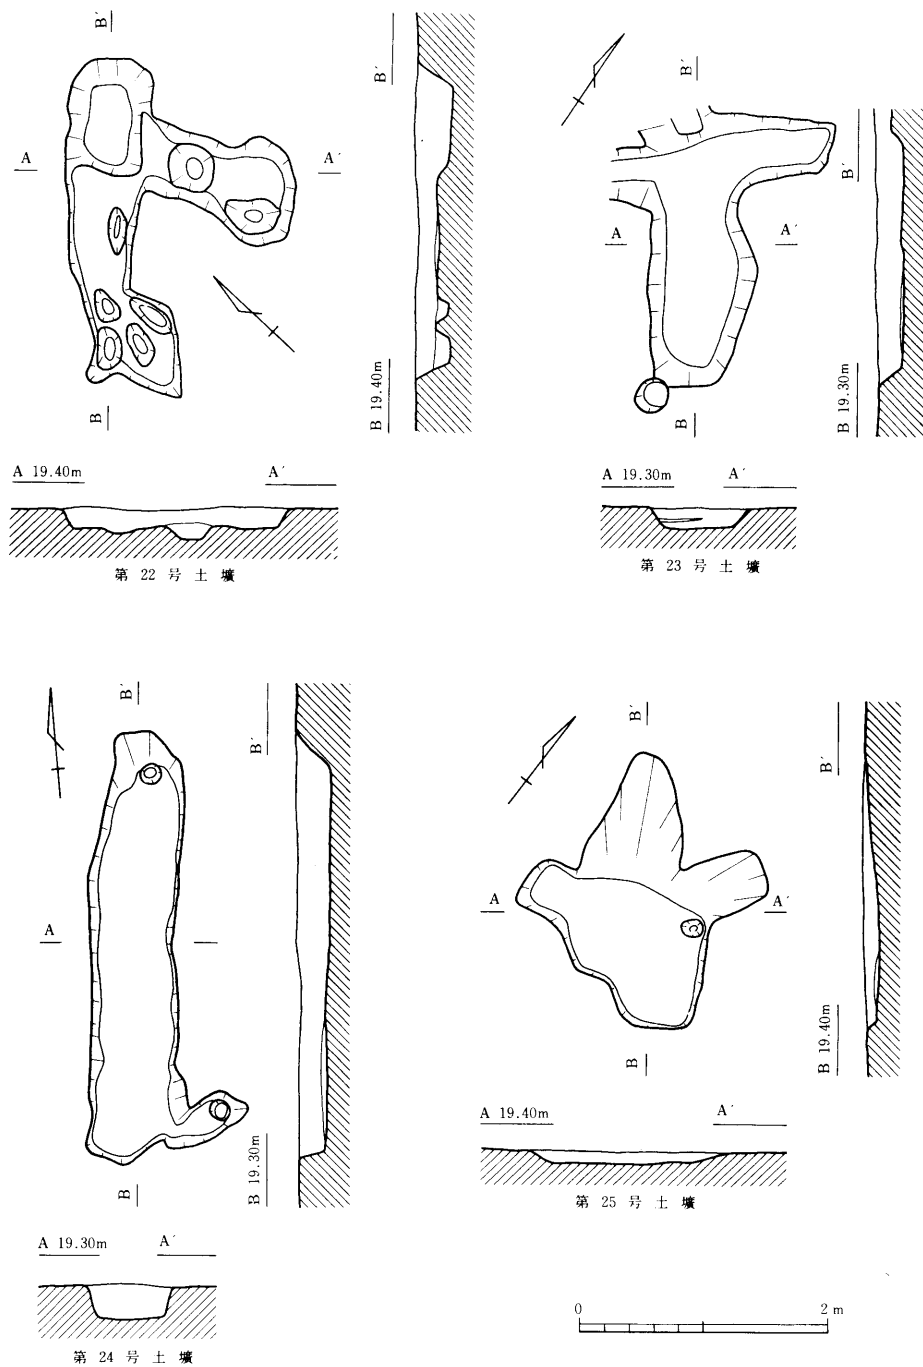 B′
A
A′
B
B′
B 19.40m
A 19.40m
A′
第 22 号 土 壙
B′
A
A′
B
B′
B 19.30m
A 19.30m
A′
第 23 号 土 壙
B′
A
B
B′
B 19.30m
A 19.30m
A′
第 24 号 土 壙
B′
A
A′
B
B′
B 19.40m
A 19.40m
A′
第 25 号 土 壙
0
2 m